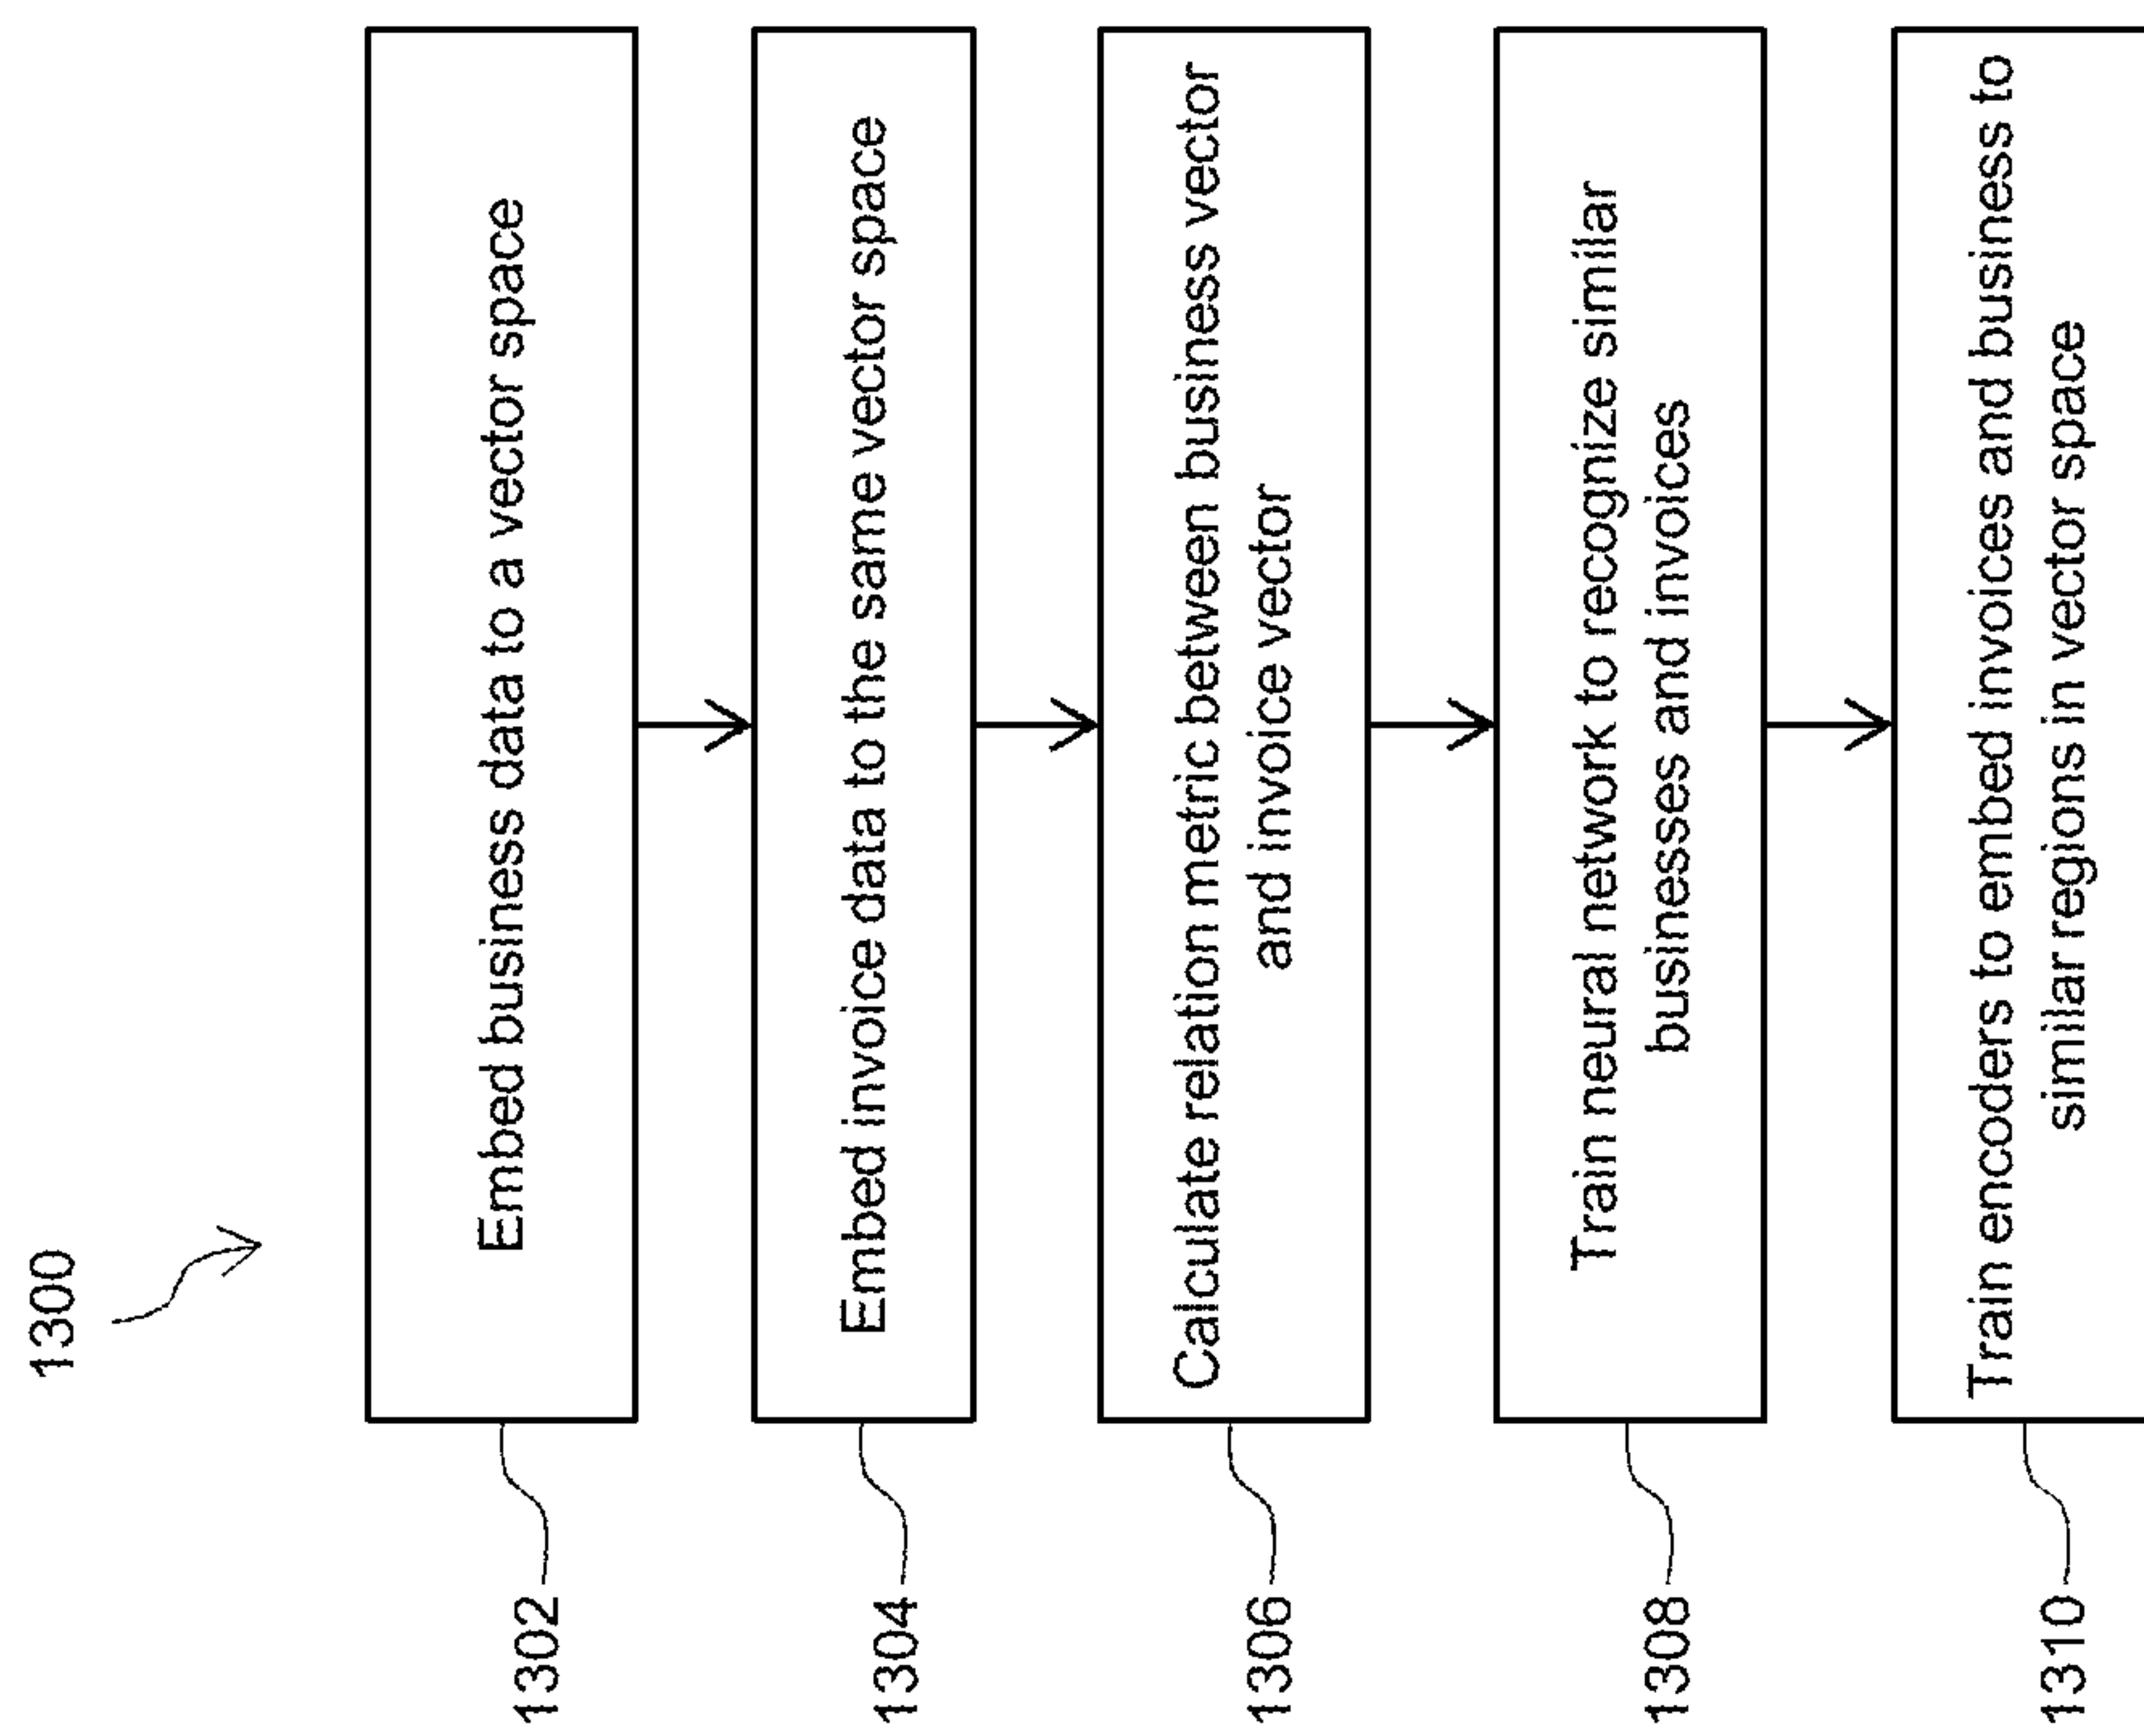 1300
1302
Embed business data to a vector space
1304
Embed invoice data to the same vector space
1306
Calculate relation metric between business vector
and invoice vector
1308
Train neural network to recognize similar
businesses and invoices
1310
Train encoders to embed invoices and business to
similar regions in vector space